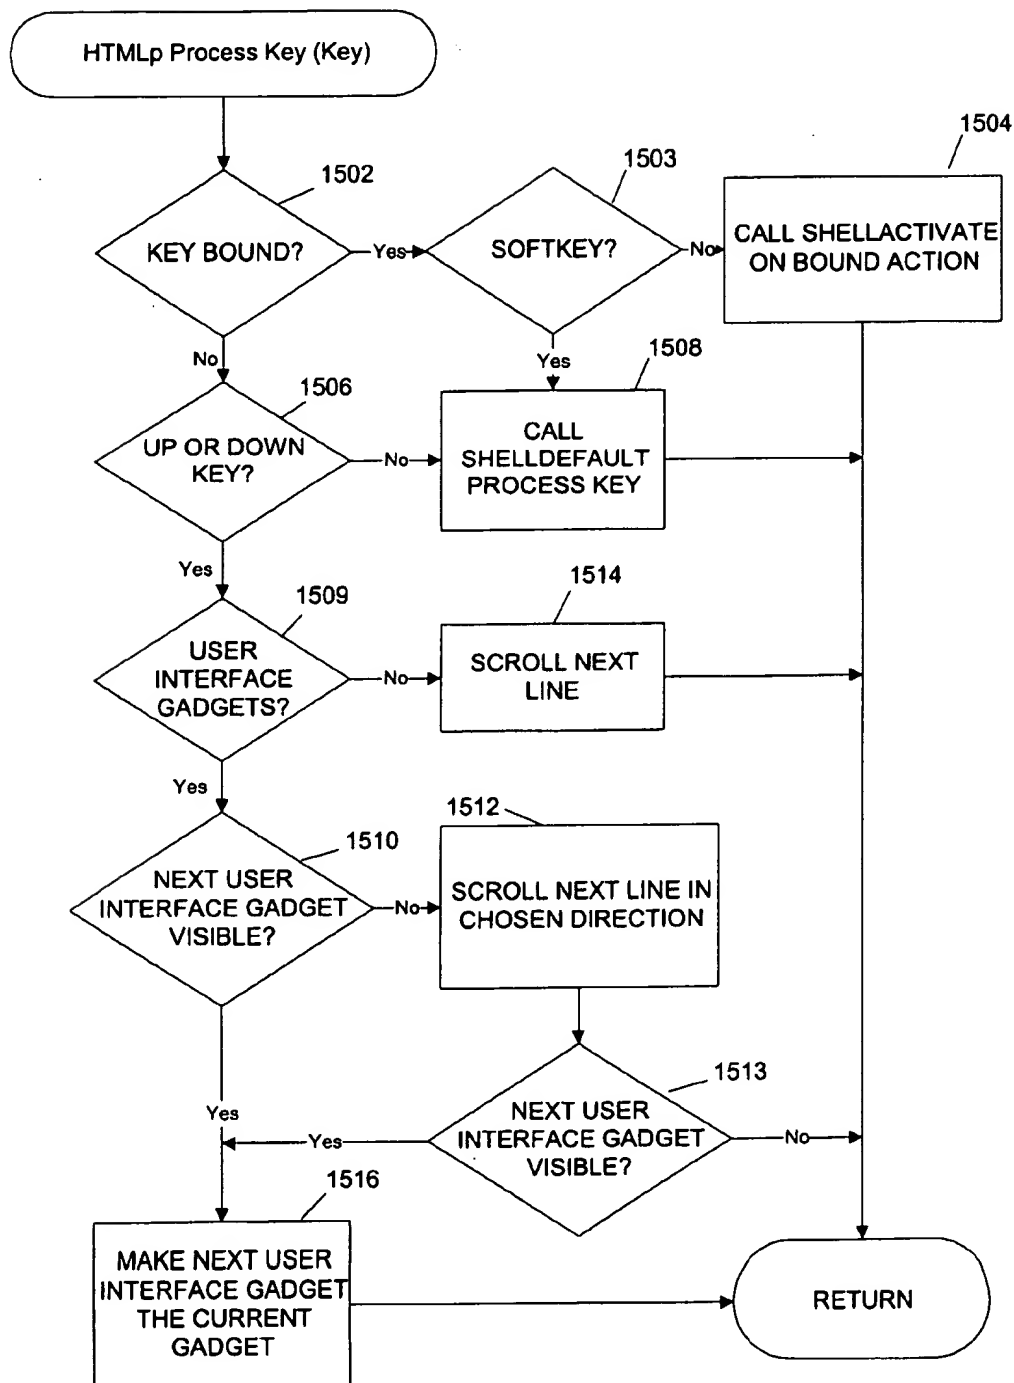 HTMLp Process Key (Key)
1502
KEY BOUND?
Yes
1503
SOFTKEY?
No
1504
CALL SHELLACTIVATE
ON BOUND ACTION
No
Yes
1506
UP OR DOWN
KEY?
No
1508
CALL
SHELLDEFAULT
PROCESS KEY
Yes
1509
USER
INTERFACE
GADGETS?
No
1514
SCROLL NEXT
LINE
Yes
1510
NEXT USER
INTERFACE GADGET
VISIBLE?
No
1512
SCROLL NEXT LINE IN
CHOSEN DIRECTION
1513
NEXT USER
INTERFACE GADGET
VISIBLE?
Yes
Yes
No
1516
MAKE NEXT USER
INTERFACE GADGET
THE CURRENT
GADGET
RETURN